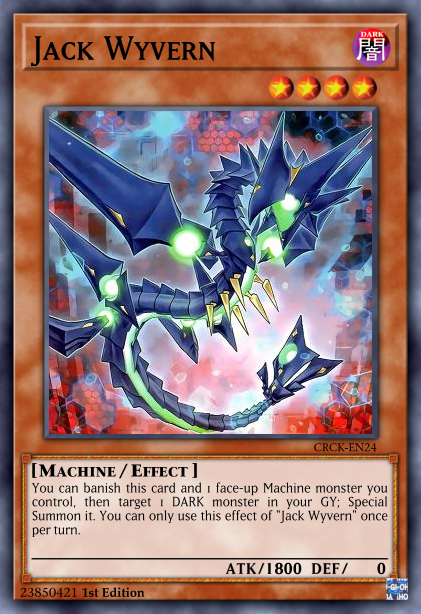 Jack Wyvern
DARK
闇
CRCK-EN24
[Machine / Effect ]
You can banish this card and 1 face-up Machine monster you
control, then target 1 DARK monster in your GY; Special
Summon it. You can only use this effect of "Jack Wyvern" once
per turn.
ATK/1800 DEF/ 0
23850421 1st Edition